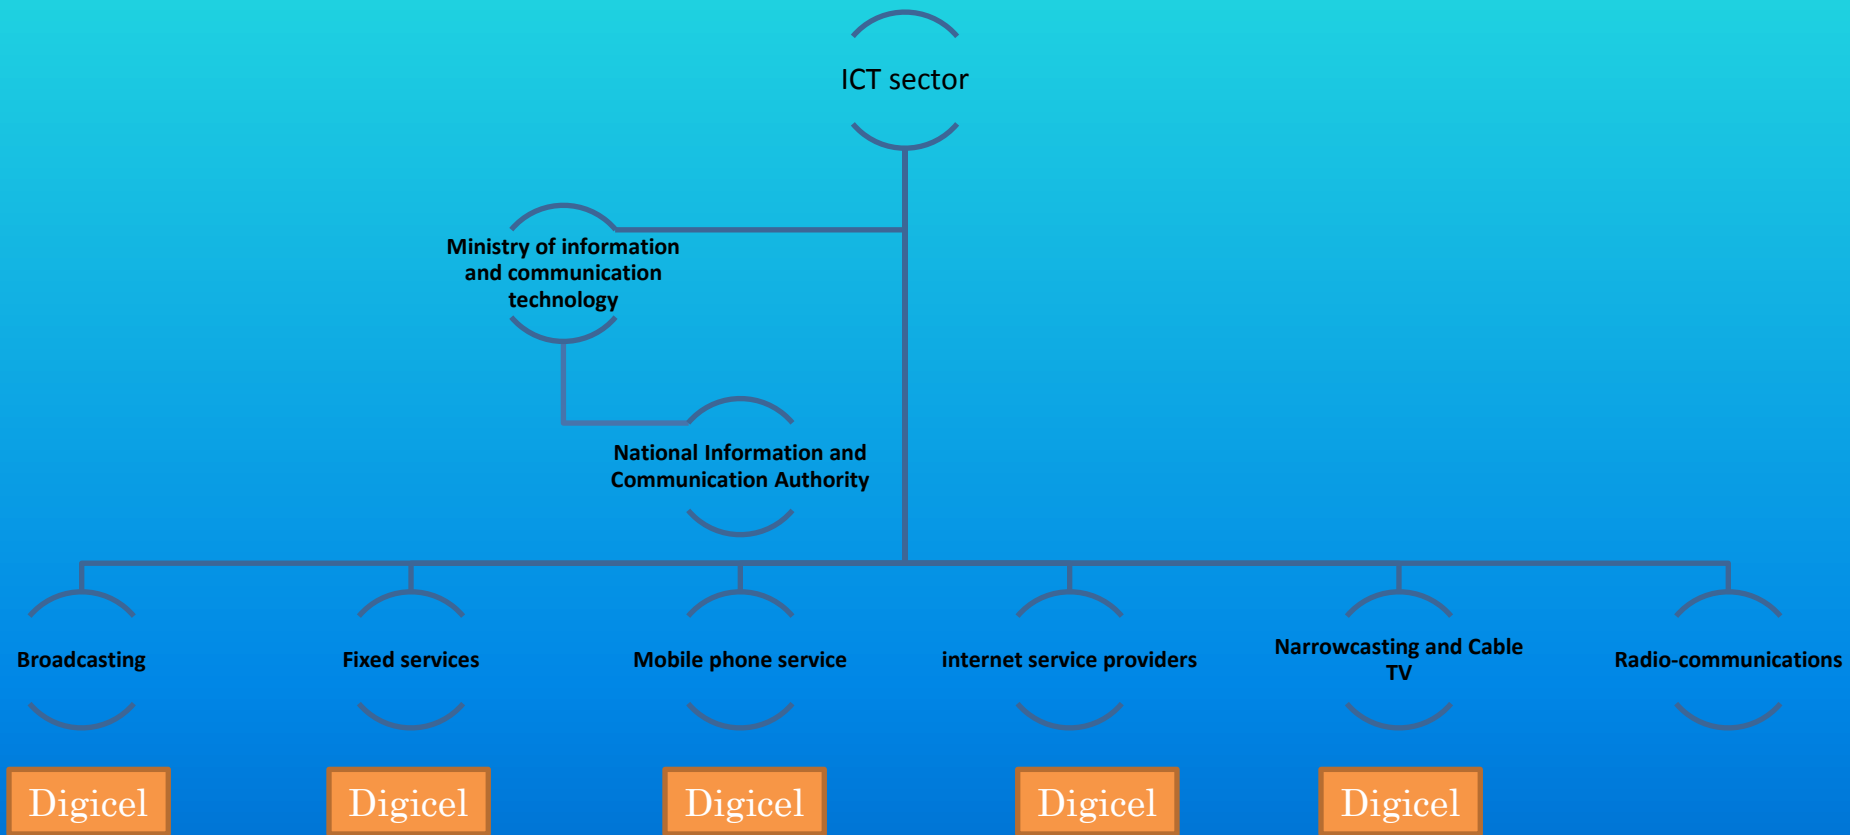 ICT sector
Ministry of information
and communication
technology
National Information and
Communication Authority
Broadcasting
Fixed services
Mobile phone service
internet service providers
Narrowcasting and Cable
TV
Radio-communications
Digicel
Digicel
Digicel
Digicel
Digicel